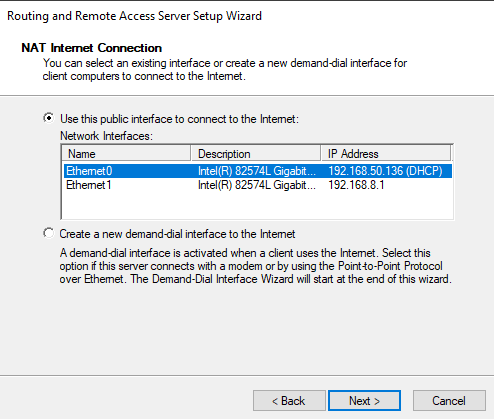 Routing and Remote Access Server Setup Wizard
NAT Internet Connection
You can select an existing interface or create a new demand-dial interface for
client computers to connect to the Internet.
Use this public interface to connect to the Internet:
Network Interfaces:
Name Description IP Address
Ethernet0 Intel(R) 82574L Gigabit... 192.168.50.136 (DHCP)
Ethernet1 Intel(R) 82574L Gigabit... 192.168.8.1
Create a new demand-dial interface to the Internet
A demand-dial interface is activated when a client uses the Internet. Select this
option if this server connects with a modem or by using the Point-to-Point Protocol
over Ethernet. The Demand-Dial Interface Wizard will start at the end of this wizard.
< Back Next > Cancel